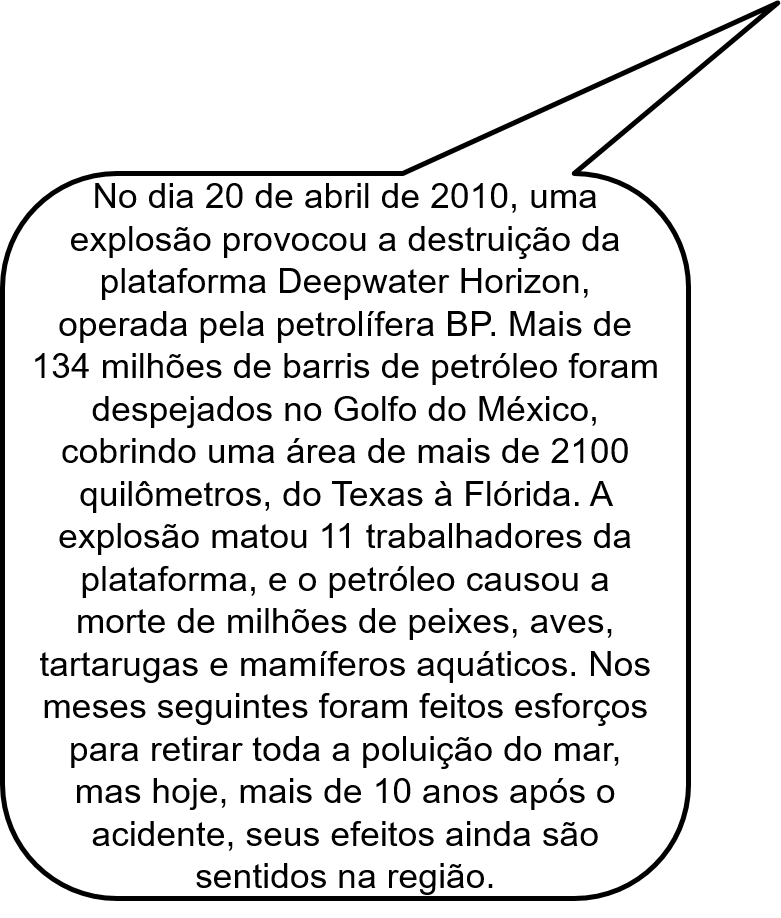 No dia 20 de abril de 2010, uma
explosão provocou a destruição da
plataforma Deepwater Horizon,
operada pela petrolífera BP. Mais de
134 milhões de barris de petróleo foram
despejados no Golfo do México,
cobrindo uma área de mais de 2100
quilômetros, do Texas à Flórida. A
explosão matou 11 trabalhadores da
plataforma, e o petróleo causou a
morte de milhões de peixes, aves,
tartarugas e mamíferos aquáticos. Nos
meses seguintes foram feitos esforços
para retirar toda a poluição do mar,
mas hoje, mais de 10 anos após o
acidente, seus efeitos ainda são
sentidos na região.